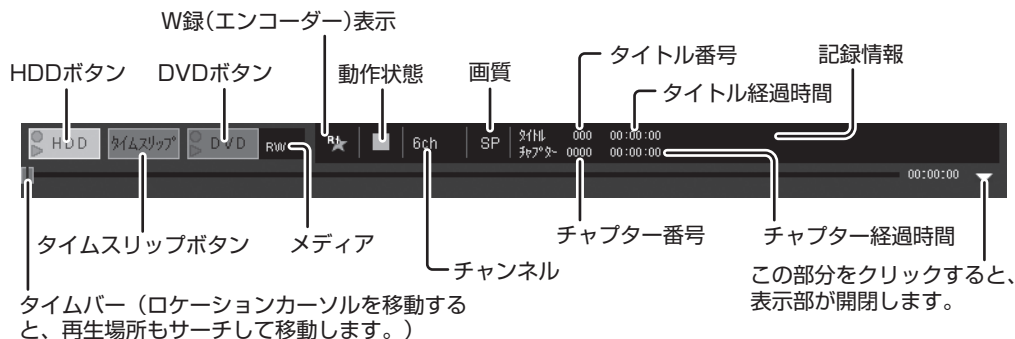 W録(エンコーダー)表示
タイトル番号
記録情報
HDDボタン
DVDボタン
動作状態
画質
タイトル経過時間
HDD
タイムスリップ
DVD
RW
R1
6ch
SP
タイトル 000 00:00:00
チャプター 0000 00:00:00
00:00:00
タイムスリップボタン
メディア
チャプター番号
チャプター経過時間
チャンネル
この部分をクリックすると、
表示部が開閉します。
タイムバー(ロケーションカーソルを移動する
と、再生場所もサーチして移動します。)